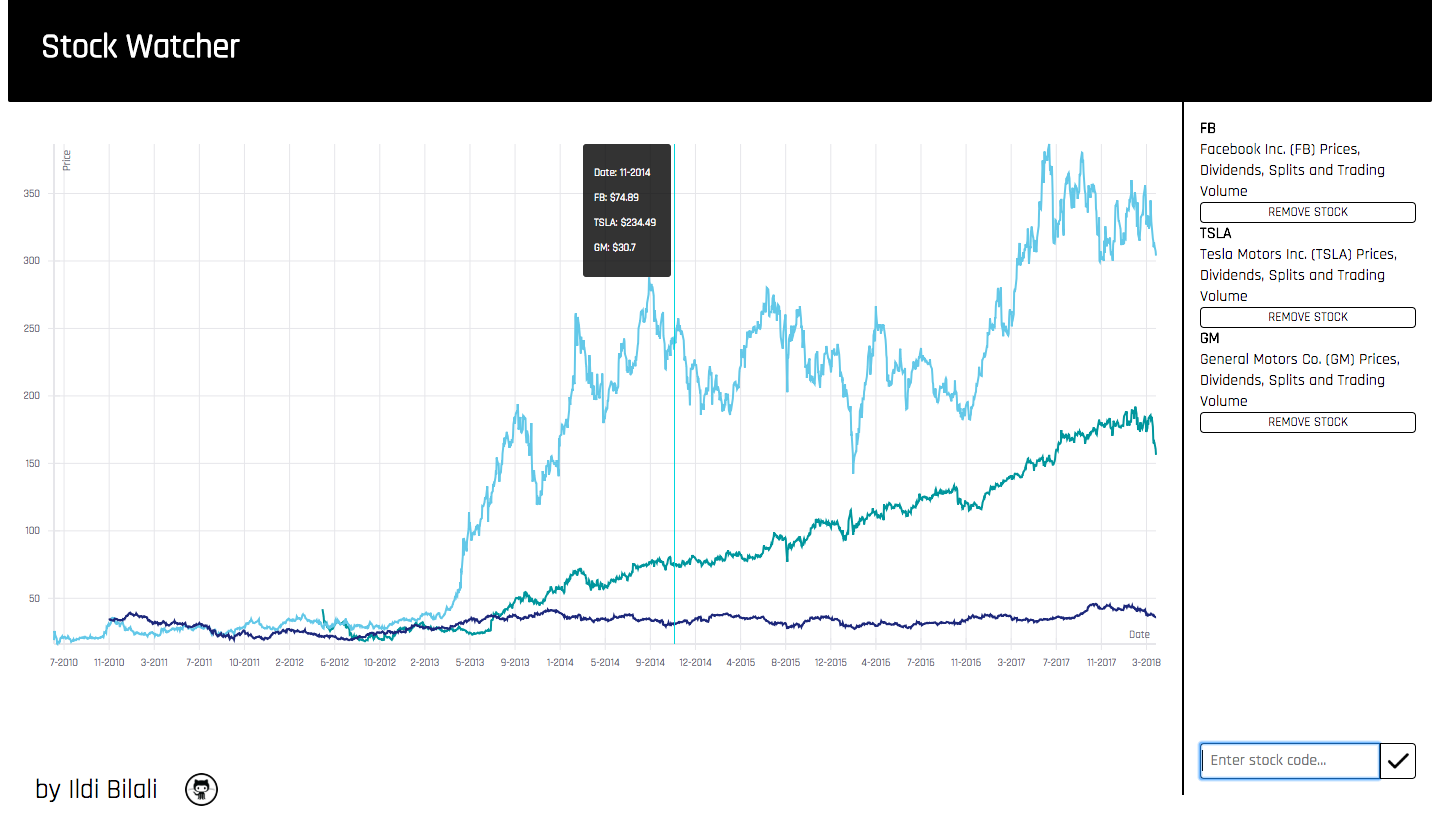 Stock Watcher
Price
350
300
250
200
150
100
50
Date: 11-2014
FB: $74.89
TSLA: $234.49
GM: $30.7
Date
7-2010 11-2010 3-2011 7-2011 10-2011 2-2012 6-2012 10-2012 2-2013 5-2013 9-2013 1-2014 5-2014 9-2014 12-2014 4-2015 8-2015 12-2015 4-2016 7-2016 11-2016 3-2017 7-2017 11-2017 3-2018
FB
Facebook Inc. (FB) Prices,
Dividends, Splits and Trading
Volume
REMOVE STOCK
TSLA
Tesla Motors Inc. (TSLA) Prices,
Dividends, Splits and Trading
Volume
REMOVE STOCK
GM
General Motors Co. (GM) Prices,
Dividends, Splits and Trading
Volume
REMOVE STOCK
Enter stock code...
by Ildi Bilali